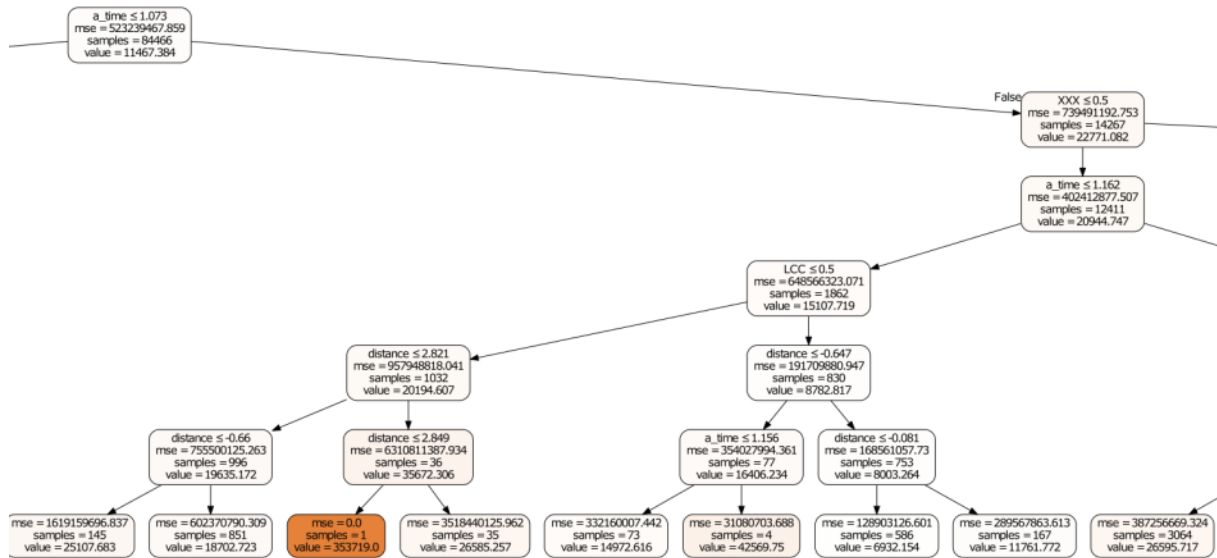 a_time ≤ 1.073
mse = 523239467.859
samples = 84466
value = 11467.384
False
XXX ≤ 0.5
mse = 739491192.753
samples = 14267
value = 22771.082
a_time ≤ 1.162
mse = 402412877.507
samples = 12411
value = 20944.747
LCC ≤ 0.5
mse = 648566323.071
samples = 1862
value = 15107.719
distance ≤ 2.821
mse = 957948818.041
samples = 1032
value = 20194.607
distance ≤ -0.647
mse = 191709880.947
samples = 830
value = 8782.817
distance ≤ -0.66
mse = 755500125.263
samples = 996
value = 19635.172
distance ≤ 2.849
mse = 6310811387.934
samples = 36
value = 35672.306
a_time ≤ 1.156
mse = 354027994.361
samples = 77
value = 16406.234
distance ≤ -0.081
mse = 168561057.73
samples = 753
value = 8003.264
mse = 1619159696.837
samples = 145
value = 25107.683
mse = 602370790.309
samples = 851
value = 18702.723
mse = 0.0
samples = 1
value = 353719.0
mse = 3518440125.962
samples = 35
value = 26585.257
mse = 332160007.442
samples = 73
value = 14972.616
mse = 31080703.688
samples = 4
value = 42569.75
mse = 128903126.601
samples = 586
value = 6932.154
mse = 289567863.613
samples = 167
value = 11761.772
mse = 387256669.324
samples = 3064
value = 26595.717